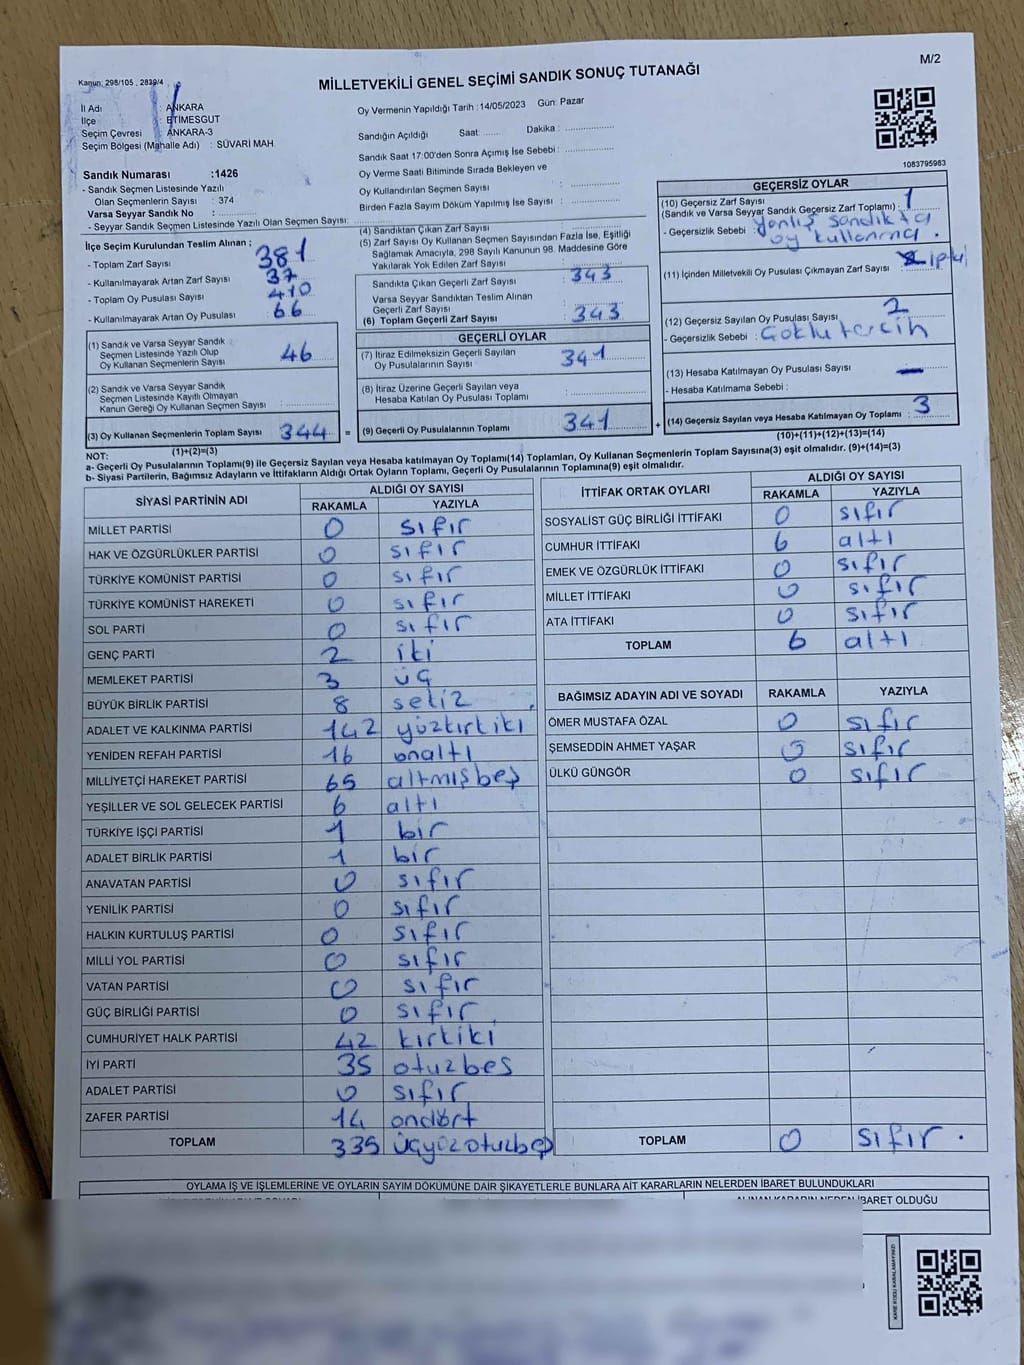 M/2
Kanun: 298/105 , 2839/4
MİLLETVEKİLİ GENEL SEÇİMİ SANDIK SONUÇ TUTANAĞI
İl Adı : ANKARA
İlçe : ETİMESGUT
Seçim Çevresi : ANKARA-3
Seçim Bölgesi (Mahalle Adı) : SÜVARİ MAH.
Sandık Numarası :1426
- Sandık Seçmen Listesinde Yazılı
Olan Seçmenlerin Sayısı : 374
Varsa Seyyar Sandık No :
- Seyyar Sandık Seçmen Listesinde Yazılı Olan Seçmen Sayısı:
İlçe Seçim Kurulundan Teslim Alınan ;
- Toplam Zarf Sayısı : 381
- Kullanılmayarak Artan Zarf Sayısı : 37
- Toplam Oy Pusulası Sayısı : 410
- Kullanılmayarak Artan Oy Pusulası : 66
(1) Sandık ve Varsa Seyyar Sandık
Seçmen Listesinde Yazılı Olup
Oy Kullanan Seçmenlerin Sayısı : 46
(2) Sandık ve Varsa Seyyar Sandık
Seçmen Listesinde Kayıtlı Olmayan
Kanun Gereği Oy Kullanan Seçmen Sayısı :
(3) Oy Kullanan Seçmenlerin Toplam Sayısı : 344 =
(1)+(2)=(3)
Oy Vermenin Yapıldığı Tarih :14/05/2023 Gün: Pazar
Sandığın Açıldığı Saat: Dakika :
Sandık Saat 17:00'den Sonra Açımış İse Sebebi :
Oy Verme Saati Bitiminde Sırada Bekleyen ve
Oy Kullandırılan Seçmen Sayısı :
Birden Fazla Sayım Döküm Yapılmış İse Sayısı :
(4) Sandıktan Çıkan Zarf Sayısı :
(5) Zarf Sayısı Oy Kullanan Seçmen Sayısından Fazla İse, Eşitliği
Sağlamak Amacıyla, 298 Sayılı Kanunun 98. Maddesine Göre
Yakılarak Yok Edilen Zarf Sayısı :
Sandıkta Çıkan Geçerli Zarf Sayısı : 343
Varsa Seyyar Sandıktan Teslim Alınan
Geçerli Zarf Sayısı :
(6) Toplam Geçerli Zarf Sayısı : 343
GEÇERLİ OYLAR
(7) İtiraz Edilmeksizin Geçerli Sayılan
Oy Pusulalarının Sayısı : 341
(8) İtiraz Üzerine Geçerli Sayılan veya
Hesaba Katılan Oy Pusulası Toplamı :
(9) Geçerli Oy Pusulalarının Toplamı : 341 +
1083795983
GEÇERSİZ OYLAR
(10) Geçersiz Zarf Sayısı
(Sandık ve Varsa Seyyar Sandık Geçersiz Zarf Toplamı) : 1
- Geçersizlik Sebebi : yanlış sandıkta
oy kullanma.
(11) İçinden Milletvekili Oy Pusulası Çıkmayan Zarf Sayısı : iptal
(12) Geçersiz Sayılan Oy Pusulası Sayısı : 2
- Geçersizlik Sebebi : Çoklu tercih
(13) Hesaba Katılmayan Oy Pusulası Sayısı : —
- Hesaba Katılmama Sebebi :
(14) Geçersiz Sayılan veya Hesaba Katılmayan Oy Toplamı : 3
(10)+(11)+(12)+(13)=(14)
NOT:
a- Geçerli Oy Pusulalarının Toplamı(9) ile Geçersiz Sayılan veya Hesaba katılmayan Oy Toplamı(14) Toplamları, Oy Kullanan Seçmenlerin Toplam Sayısına(3) eşit olmalıdır. (9)+(14)=(3)
b- Siyasi Partilerin, Bağımsız Adayların ve İttifakların Aldığı Ortak Oyların Toplamı, Geçerli Oy Pusulalarının Toplamına(9) eşit olmalıdır.
SİYASİ PARTİNİN ADI ALDIĞI OY SAYISI
RAKAMLA YAZIYLA
MİLLET PARTİSİ 0 sıfır
HAK VE ÖZGÜRLÜKLER PARTİSİ 0 sıfır
TÜRKİYE KOMÜNİST PARTİSİ 0 sıfır
TÜRKİYE KOMÜNİST HAREKETİ 0 sıfır
SOL PARTİ 0 sıfır
GENÇ PARTİ 2 iki
MEMLEKET PARTİSİ 3 üç
BÜYÜK BİRLİK PARTİSİ 8 sekiz
ADALET VE KALKINMA PARTİSİ 142 yüzkırkiki
YENİDEN REFAH PARTİSİ 16 onaltı
MİLLİYETÇİ HAREKET PARTİSİ 65 altmışbeş
YEŞİLLER VE SOL GELECEK PARTİSİ 6 altı
TÜRKİYE İŞÇİ PARTİSİ 1 bir
ADALET BİRLİK PARTİSİ 1 bir
ANAVATAN PARTİSİ 0 sıfır
YENİLİK PARTİSİ 0 sıfır
HALKIN KURTULUŞ PARTİSİ 0 sıfır
MİLLİ YOL PARTİSİ 0 sıfır
VATAN PARTİSİ 0 sıfır
GÜÇ BİRLİĞİ PARTİSİ 0 sıfır
CUMHURİYET HALK PARTİSİ 42 kırkiki
İYİ PARTİ 35 otuzbeş
ADALET PARTİSİ 0 sıfır
ZAFER PARTİSİ 14 ondört
TOPLAM 335 üçyüzotuzbeş
İTTİFAK ORTAK OYLARI ALDIĞI OY SAYISI
RAKAMLA YAZIYLA
SOSYALİST GÜÇ BİRLİĞİ İTTİFAKI 0 sıfır
CUMHUR İTTİFAKI 6 altı
EMEK VE ÖZGÜRLÜK İTTİFAKI 0 sıfır
MİLLET İTTİFAKI 0 sıfır
ATA İTTİFAKI 0 sıfır
TOPLAM 6 altı
BAĞIMSIZ ADAYIN ADI VE SOYADI RAKAMLA YAZIYLA
ÖMER MUSTAFA ÖZAL 0 sıfır
ŞEMSEDDİN AHMET YAŞAR 0 sıfır
ÜLKÜ GÜNGÖR 0 sıfır
TOPLAM 0 sıfır.
OYLAMA İŞ VE İŞLEMLERİNE VE OYLARIN SAYIM DÖKÜMÜNE DAİR ŞİKAYETLERLE BUNLARA AİT KARARLARIN NELERDEN İBARET BULUNDUKLARI
ALINAN KARARIN NEDEN İBARET OLDUĞU
KARE KODU KARALAMAYINIZ!